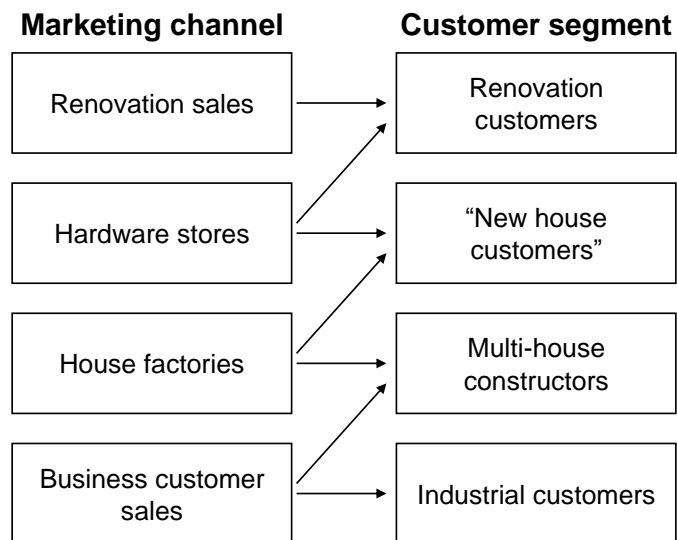 Marketing channel
Customer segment
Renovation sales
Renovation
customers
Hardware stores
“New house
customers”
House factories
Multi-house
constructors
Business customer
sales
Industrial customers